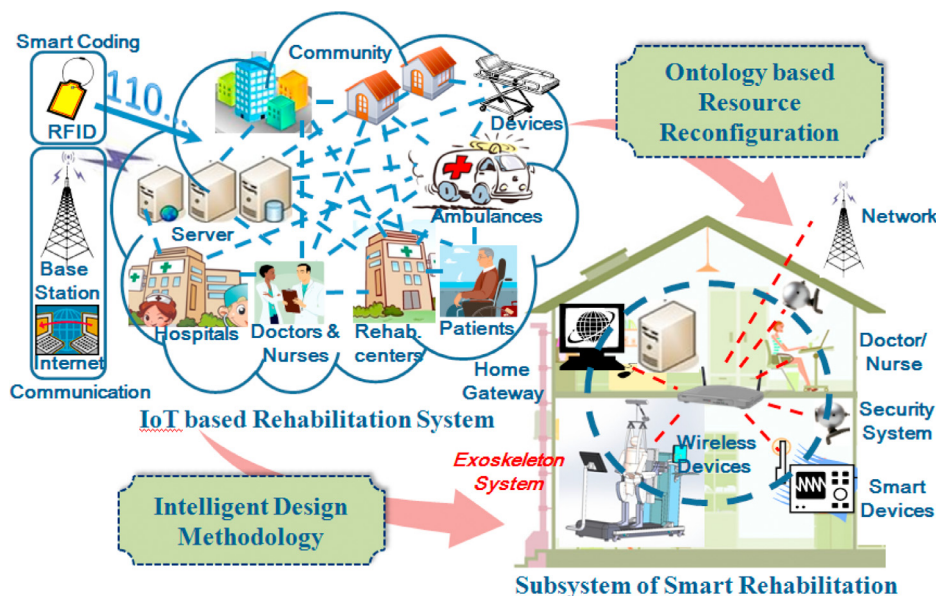 Smart Coding
RFID
110...
Base
Station
Internet
Communication
Community
Devices
Server
Ambulances
Hospitals
Doctors &
Nurses
Rehab.
centers
Patients
IoT based Rehabilitation System
Ontology based
Resource
Reconfiguration
Intelligent Design
Methodology
Network
Home
Gateway
Doctor/
Nurse
Security
System
Wireless
Devices
Exoskeleton
System
Smart
Devices
Subsystem of Smart Rehabilitation